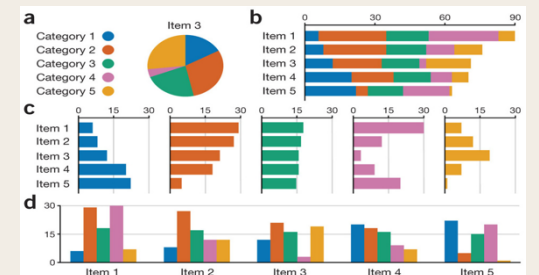 a
Item 3
Category 1
Category 2
Category 3
Category 4
Category 5
b
0 30 60 90
Item 1
Item 2
Item 3
Item 4
Item 5
c
0 15 30 0 15 30 0 15 30 0 15 30 0 15 30
Item 1
Item 2
Item 3
Item 4
Item 5
d
30
15
0
Item 1 Item 2 Item 3 Item 4 Item 5